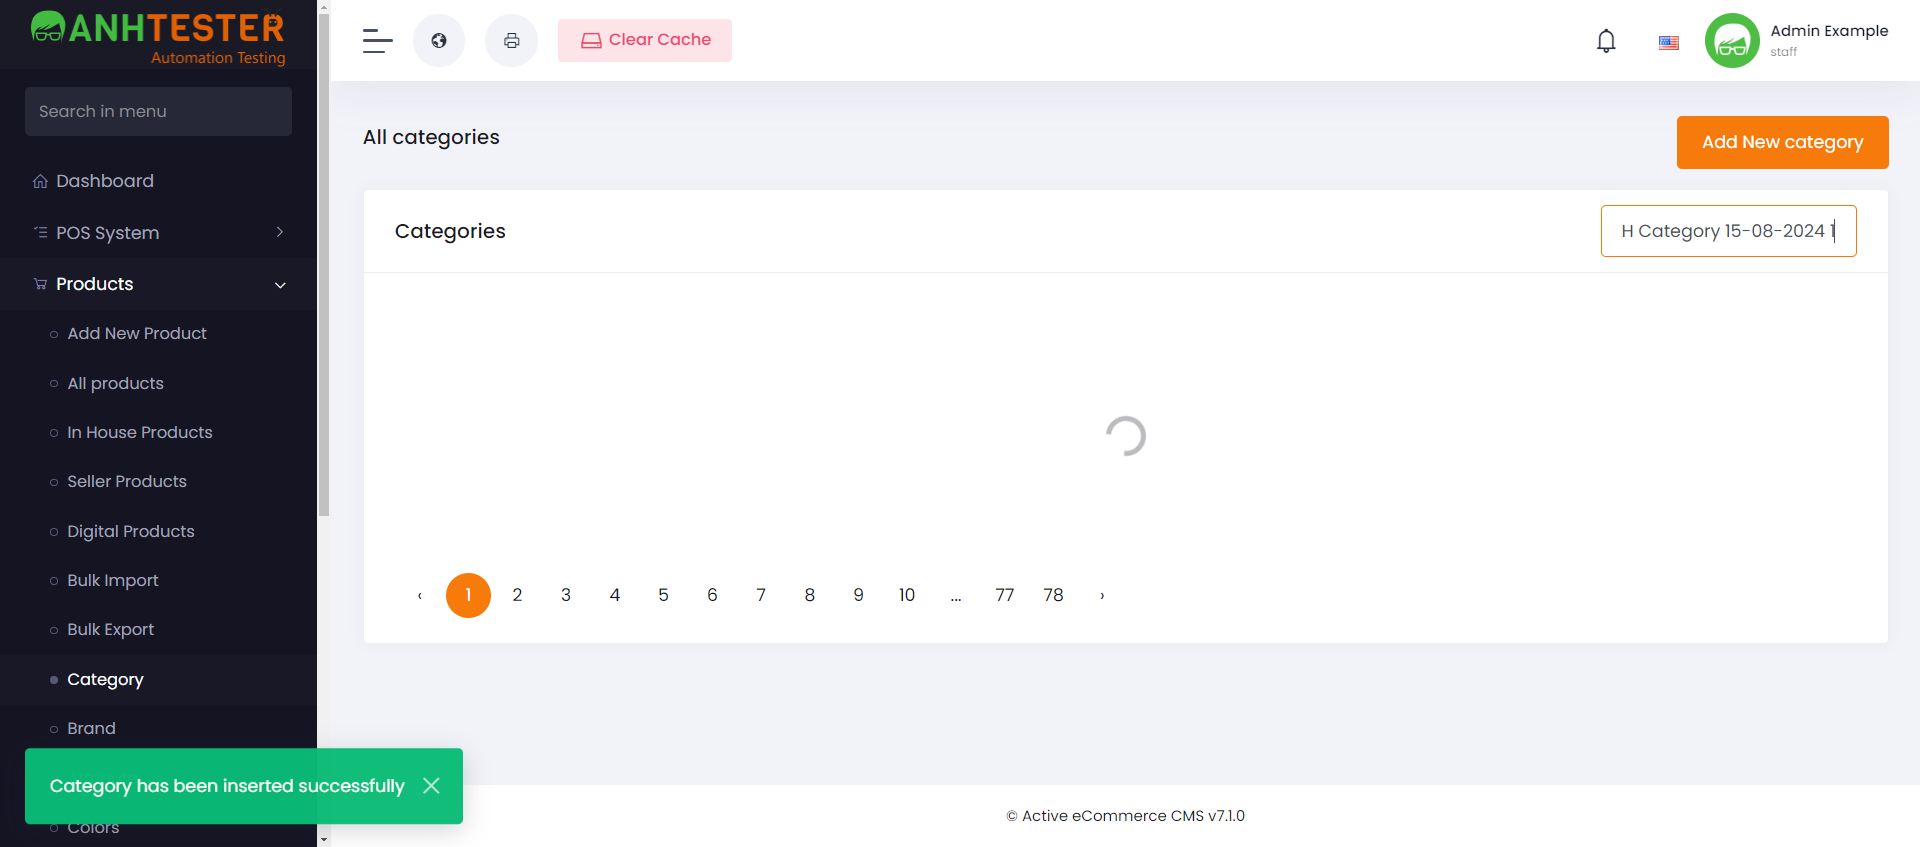 ANHTESTER
Automation Testing
Search in menu
Dashboard
POS System
Products
Add New Product
All products
In House Products
Seller Products
Digital Products
Bulk Import
Bulk Export
Category
Brand
Colors
Category has been inserted successfully
Clear Cache
Admin Example
staff
All categories
Add New category
Categories
H Category 15-08-2024 1
‹ 1 2 3 4 5 6 7 8 9 10 ... 77 78 ›
© Active eCommerce CMS v7.1.0